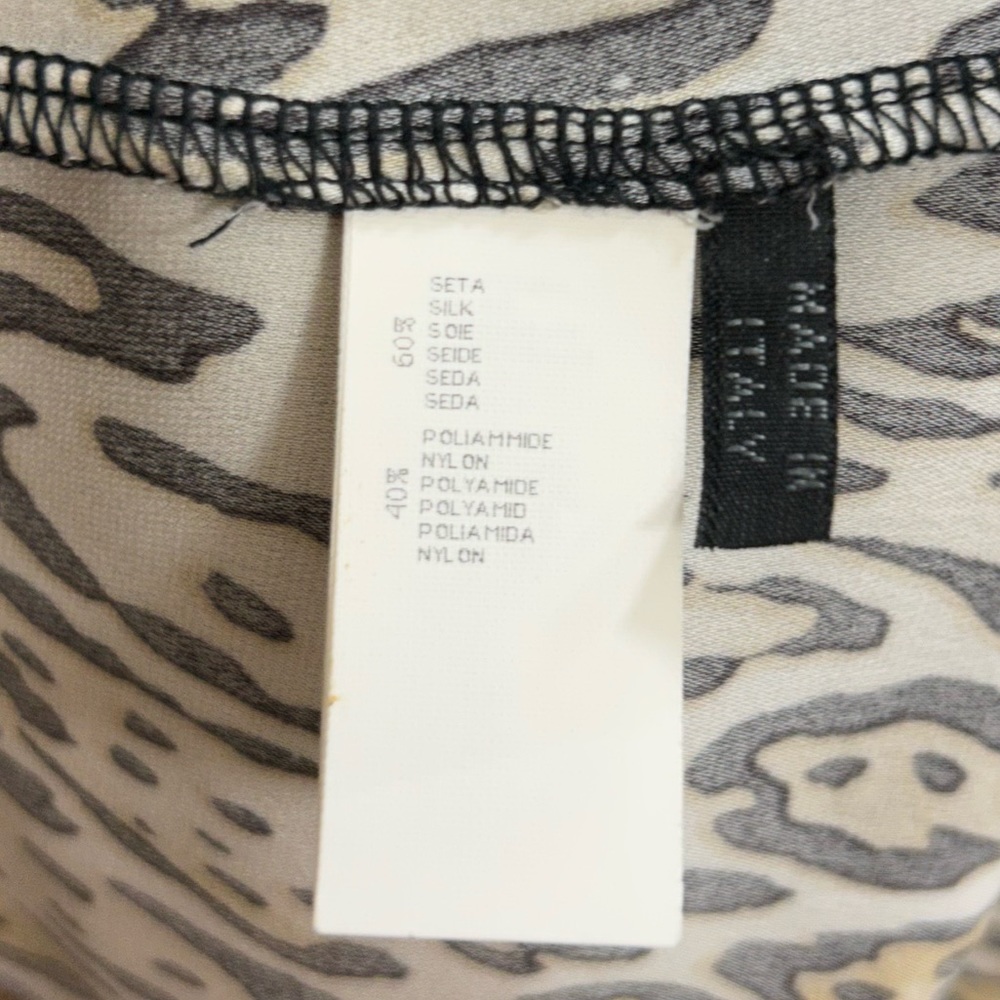 60%
SETA
SILK
SOIE
SEIDE
SEDA
SEDA
40%
POLIAMMIDE
NYLON
POLYAMIDE
POLYAMID
POLIAMIDA
NYLON
MADE IN
ITALY